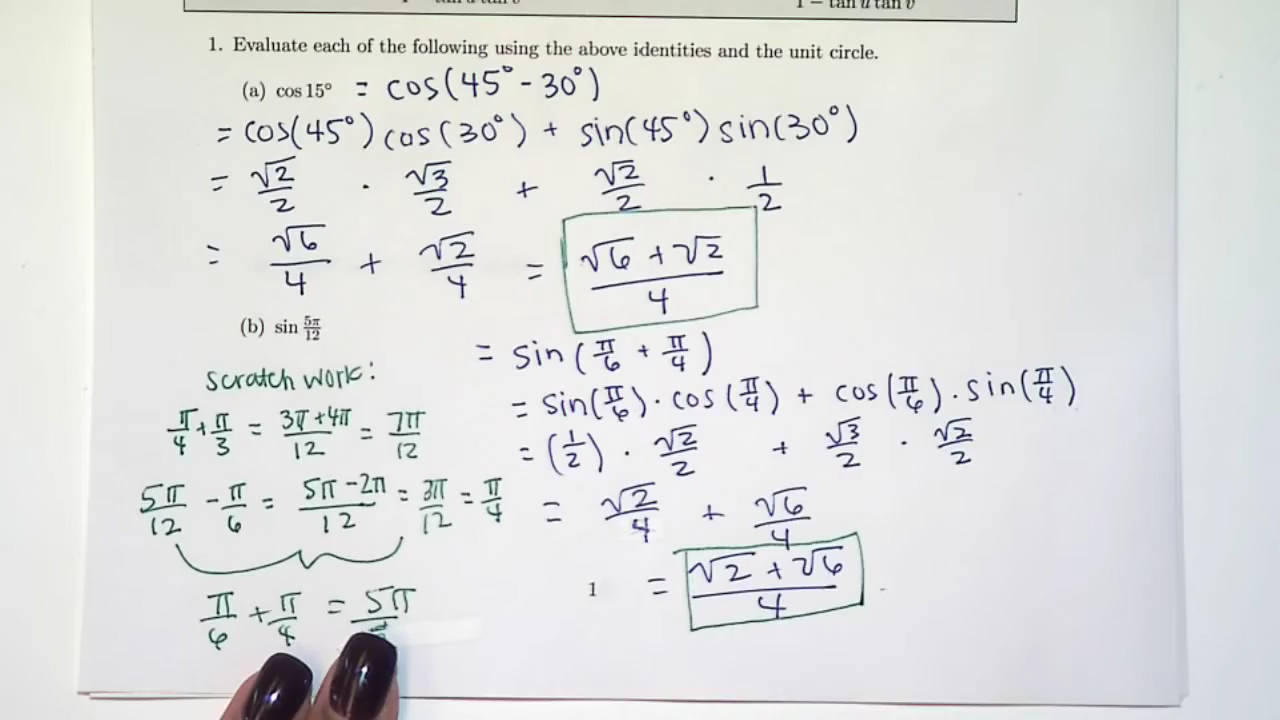 1 − tan u tan v
1. Evaluate each of the following using the above identities and the unit circle.
(a) cos 15° = cos(45° - 30°)
= cos(45°) cos(30°) + sin(45°) sin(30°)
= √2/2 · √3/2 + √2/2 · 1/2
= √6/4 + √2/4 = (√6 + √2)/4
(b) sin 5π/12
= sin(π/6 + π/4)
= sin(π/6) · cos(π/4) + cos(π/6) · sin(π/4)
= (1/2) · √2/2 + √3/2 · √2/2
= √2/4 + √6/4
= (√2 + √6)/4
scratch work:
π/4 + π/3 = (3π + 4π)/12 = 7π/12
5π/12 - π/6 = (5π - 2π)/12 = 3π/12 = π/4
π/6 + π/4 = 5π
1